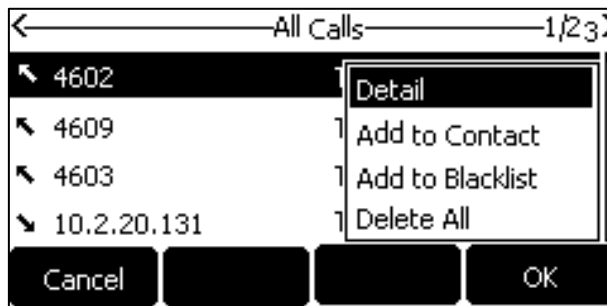 All Calls 1/23
4602
Detail
4609
Add to Contact
4603
Add to Blacklist
10.2.20.131
Delete All
Cancel OK